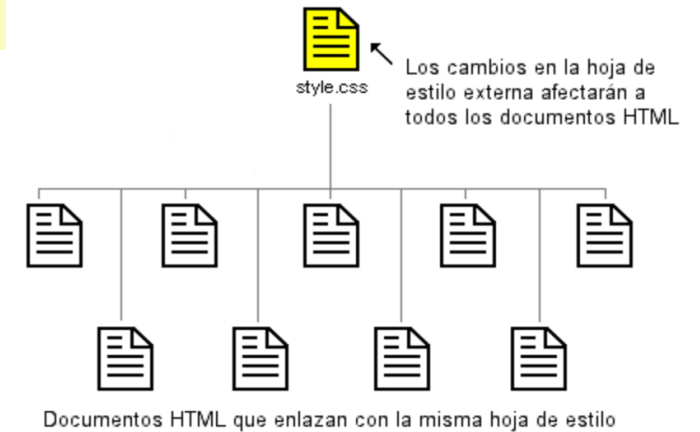 style.css
Los cambios en la hoja de
estilo externa afectarán a
todos los documentos HTML
Documentos HTML que enlazan con la misma hoja de estilo